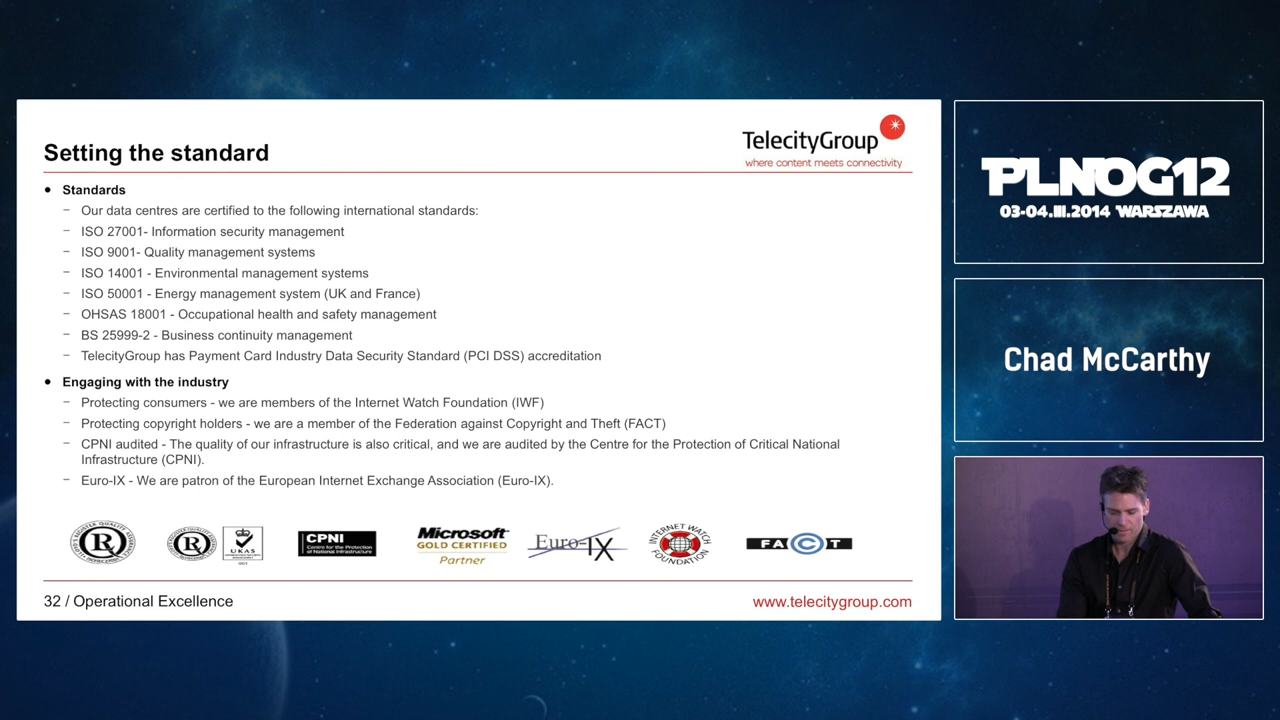 Setting the standard
TelecityGroup
where content meets connectivity
• Standards
– Our data centres are certified to the following international standards:
– ISO 27001- Information security management
– ISO 9001- Quality management systems
– ISO 14001 - Environmental management systems
– ISO 50001 - Energy management system (UK and France)
– OHSAS 18001 - Occupational health and safety management
– BS 25999-2 - Business continuity management
– TelecityGroup has Payment Card Industry Data Security Standard (PCI DSS) accreditation
• Engaging with the industry
– Protecting consumers - we are members of the Internet Watch Foundation (IWF)
– Protecting copyright holders - we are a member of the Federation against Copyright and Theft (FACT)
– CPNI audited - The quality of our infrastructure is also critical, and we are audited by the Centre for the Protection of Critical National
Infrastructure (CPNI).
– Euro-IX - We are patron of the European Internet Exchange Association (Euro-IX).
UKAS
CPNI
Centre for the Protection
of National Infrastructure
Microsoft
GOLD CERTIFIED
Partner
Euro-IX
INTERNET WATCH
FOUNDATION
FACT
32 / Operational Excellence
www.telecitygroup.com
PLNOG12
03-04.III.2014 WARSZAWA
Chad McCarthy